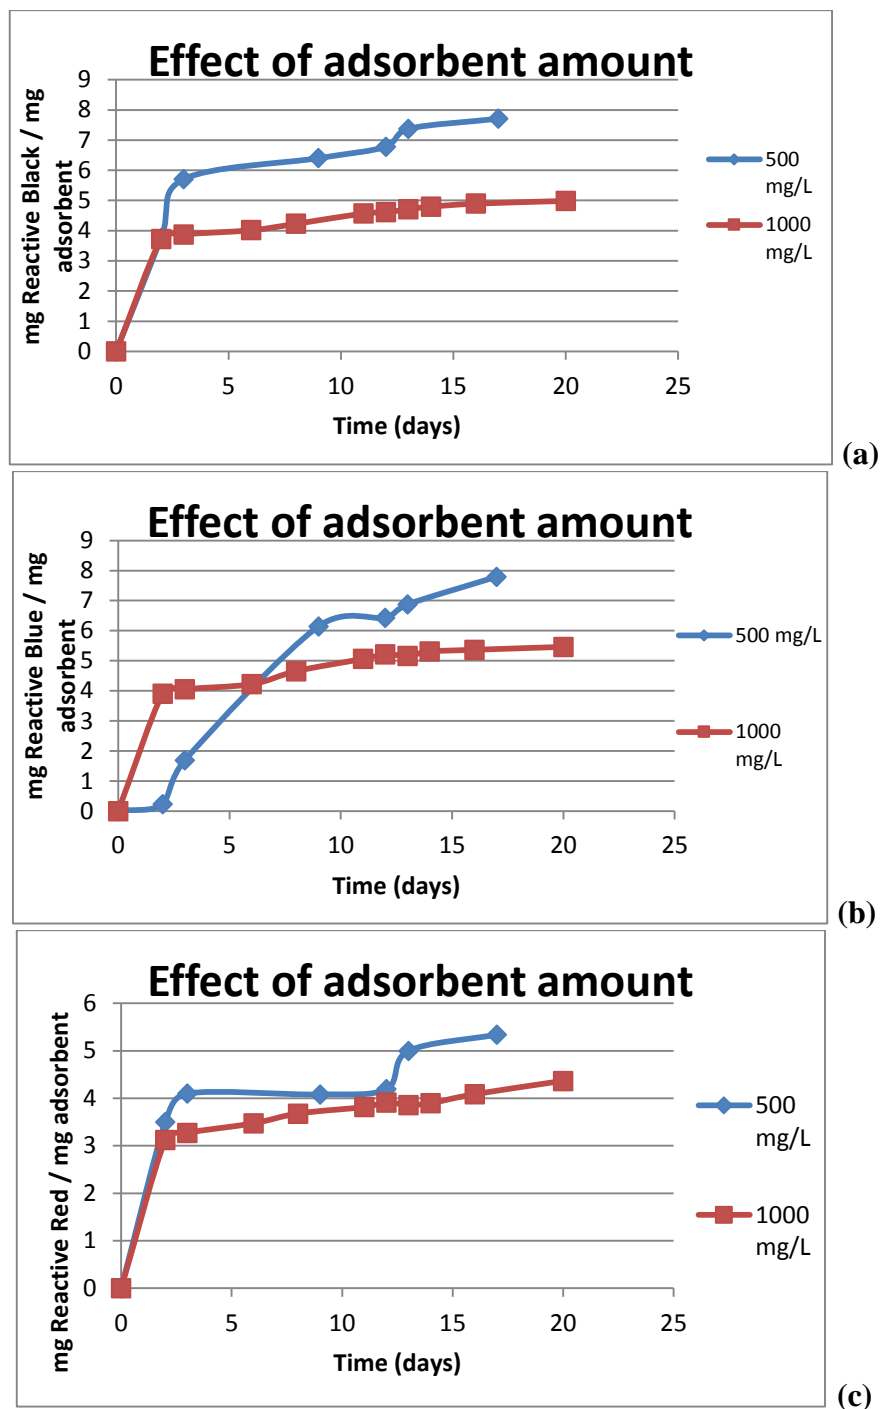 Effect of adsorbent amount
mg Reactive Black / mg
adsorbent
9
8
7
6
5
4
3
2
1
0
0 5 10 15 20 25
Time (days)
500
mg/L
1000
mg/L
(a)
Effect of adsorbent amount
mg Reactive Blue / mg
adsorbent
9
8
7
6
5
4
3
2
1
0
0 5 10 15 20 25
Time (days)
500 mg/L
1000
mg/L
(b)
Effect of adsorbent amount
mg Reactive Red / mg adsorbent
6
5
4
3
2
1
0
0 5 10 15 20 25
Time (days)
500
mg/L
1000
mg/L
(c)